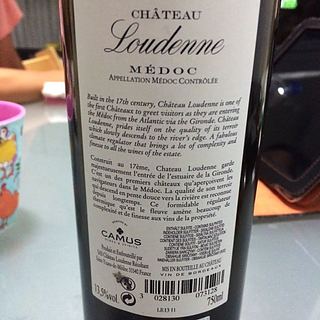 CHÂTEAU
Loudenne
MÉDOC
APPELLATION MÉDOC CONTRÔLÉE
Built in the 17th century, Château Loudenne is one of
the first Châteaux to greet visitors as they are entering
the Médoc from the Atlantic via the Gironde. Château
Loudenne, prides itself on the quality of its terroir
which slowly descends to the river's edge. A fabulous
climate regulator that brings a lot of complexity and
finesse to all the wines of the estate.
Construit au 17ème, Chateau Loudenne garde
majestueusement l'entrée de l'estuaire de la Gironde.
C'est un des premiers châteaux qu'aperçoivent les
navigateurs dans le Médoc. La qualité de son terroir
descend en pente douce vers la rivière est reconnue
depuis longtemps. Ce formidable régulateur
thermique qu'est le fleuve amène beaucoup de
complexité et de finesse aux vins de la propriété.
CAMUS
MIS EN BOUTEILLE AU CHÂTEAU
VIN DE BORDEAUX
13,5%vol
3 028130 073128
750ml
L1L13 11